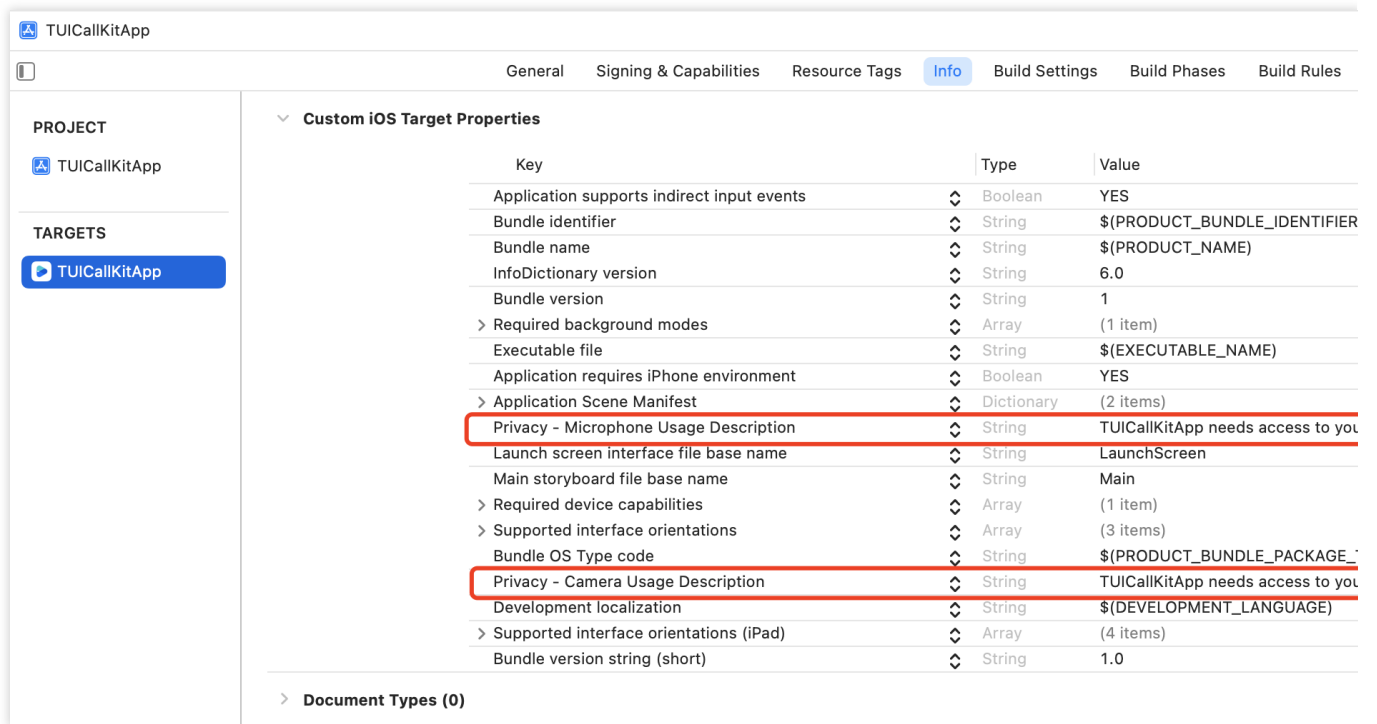 TUICallKitApp
General Signing & Capabilities Resource Tags Info Build Settings Build Phases Build Rules
PROJECT
TUICallKitApp
TARGETS
TUICallKitApp
Custom iOS Target Properties
Key Type Value
Application supports indirect input events Boolean YES
Bundle identifier String $(PRODUCT_BUNDLE_IDENTIFIER
Bundle name String $(PRODUCT_NAME)
InfoDictionary version String 6.0
Bundle version String 1
Required background modes Array (1 item)
Executable file String $(EXECUTABLE_NAME)
Application requires iPhone environment Boolean YES
Application Scene Manifest Dictionary (2 items)
Privacy - Microphone Usage Description String TUICallKitApp needs access to you
Launch screen interface file base name String LaunchScreen
Main storyboard file base name String Main
Required device capabilities Array (1 item)
Supported interface orientations Array (3 items)
Bundle OS Type code String $(PRODUCT_BUNDLE_PACKAGE_
Privacy - Camera Usage Description String TUICallKitApp needs access to you
Development localization String $(DEVELOPMENT_LANGUAGE)
Supported interface orientations (iPad) Array (4 items)
Bundle version string (short) String 1.0
Document Types (0)